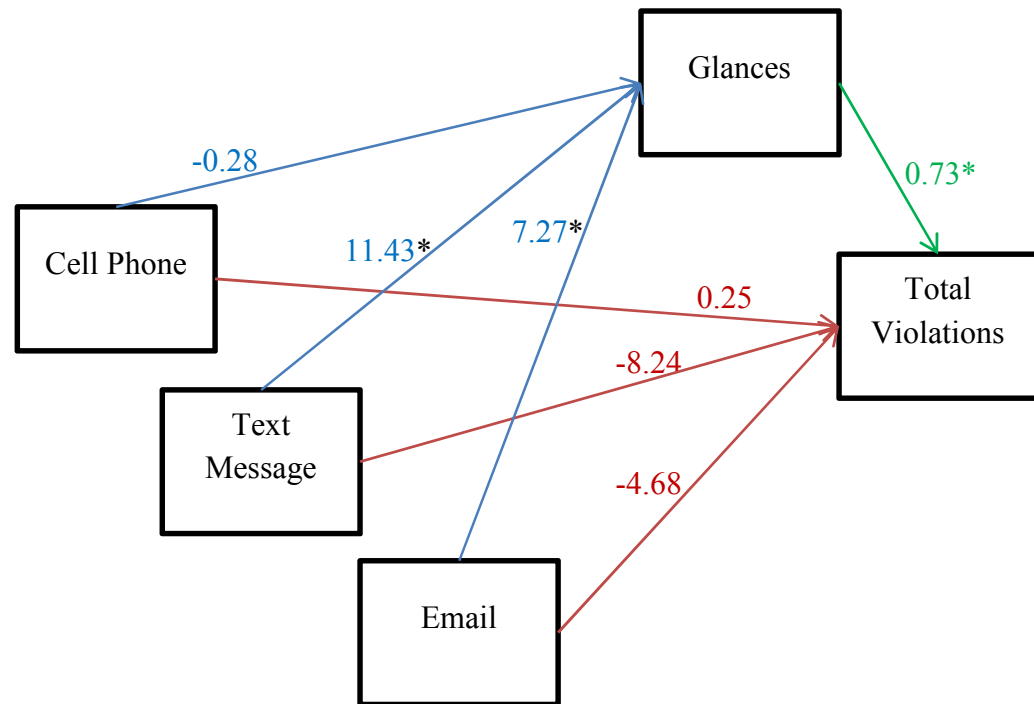 Glances
-0.28
0.73*
11.43*
7.27*
Cell Phone
0.25
Total
Violations
-8.24
Text
Message
-4.68
Email